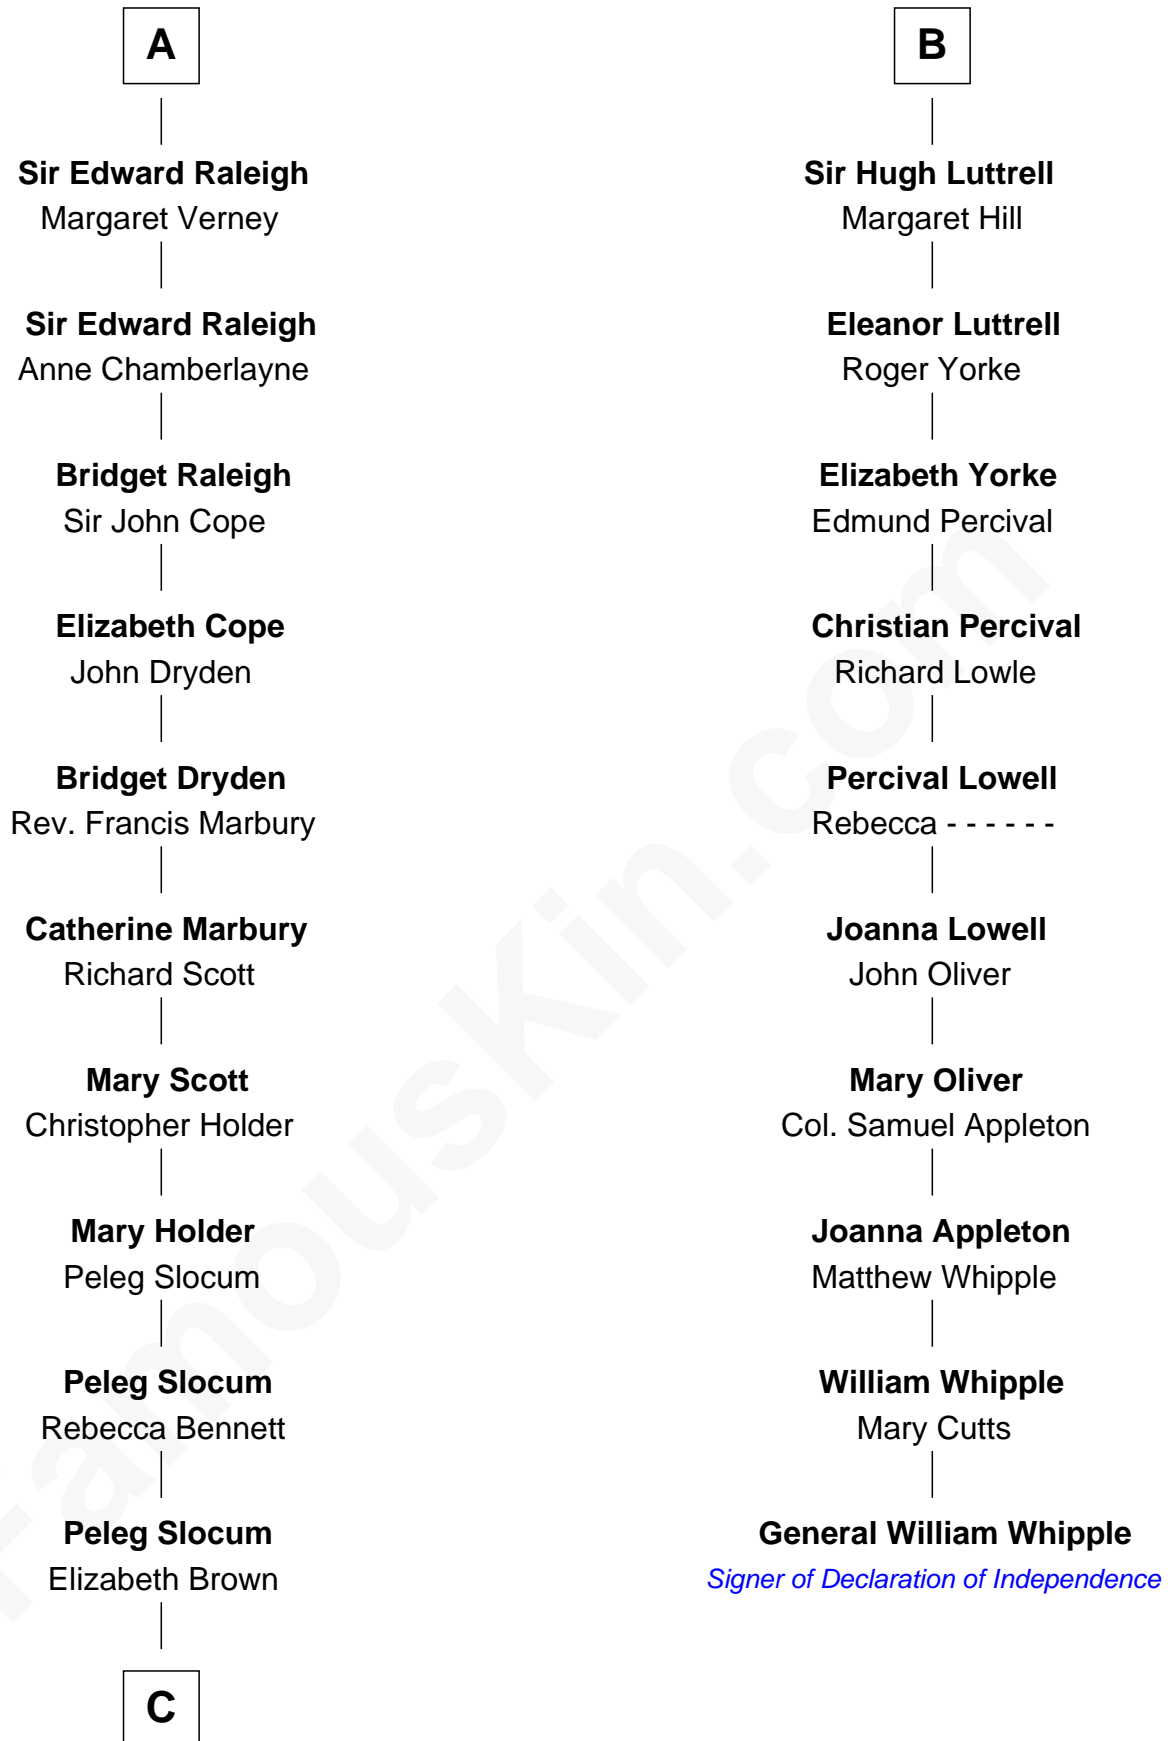 A
Sir Edward Raleigh
Margaret Verney
Sir Edward Raleigh
Anne Chamberlayne
Bridget Raleigh
Sir John Cope
Elizabeth Cope
John Dryden
Bridget Dryden
Rev. Francis Marbury
Catherine Marbury
Richard Scott
Mary Scott
Christopher Holder
Mary Holder
Peleg Slocum
Peleg Slocum
Rebecca Bennett
Peleg Slocum
Elizabeth Brown
C
B
Sir Hugh Luttrell
Margaret Hill
Eleanor Luttrell
Roger Yorke
Elizabeth Yorke
Edmund Percival
Christian Percival
Richard Lowle
Percival Lowell
Rebecca - - - - - -
Joanna Lowell
John Oliver
Mary Oliver
Col. Samuel Appleton
Joanna Appleton
Matthew Whipple
William Whipple
Mary Cutts
General William Whipple
Signer of Declaration of Independence
FamousKin.com